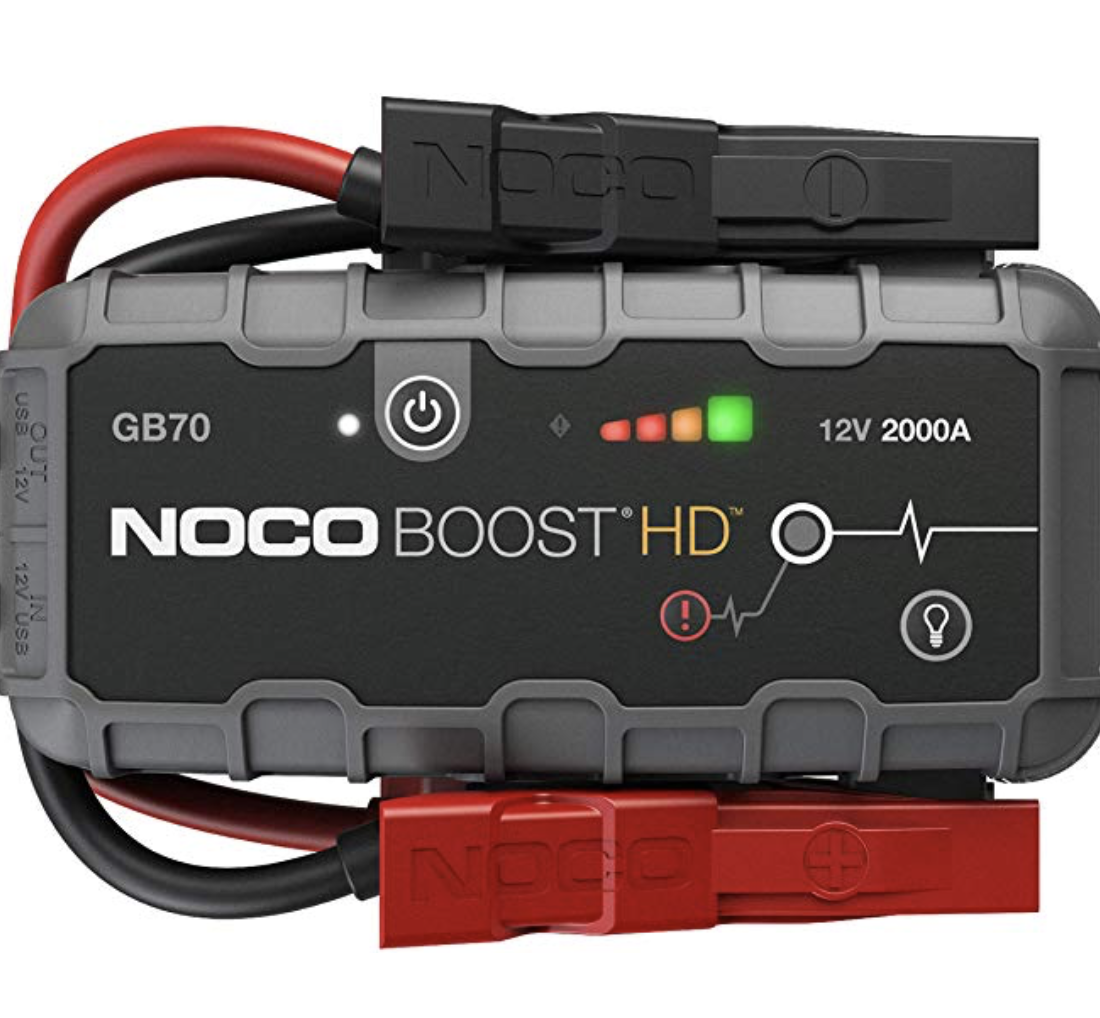 NOCO
GB70
12V 2000A
NOCO BOOST® HD™
OUT
USB 12V
IN
12V USB
NOCO